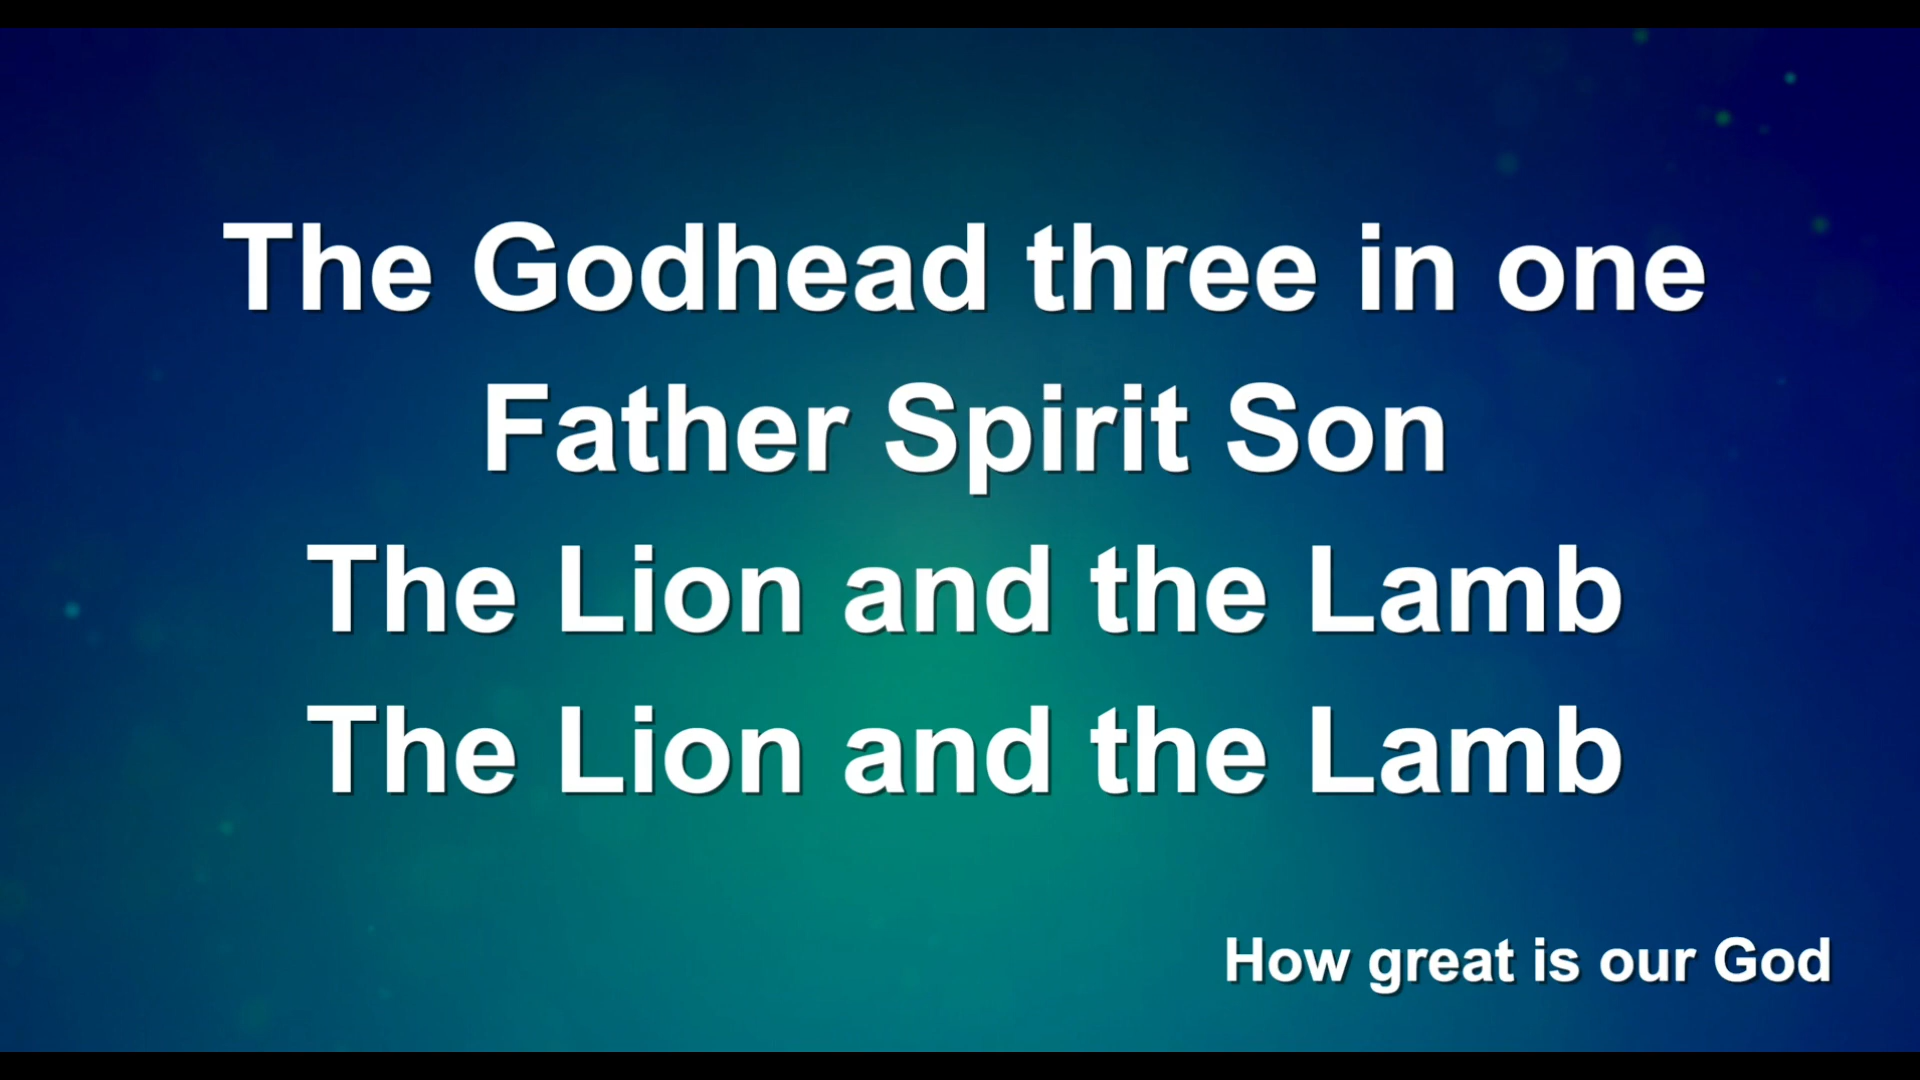 The Godhead three in one
Father Spirit Son
The Lion and the Lamb
The Lion and the Lamb
How great is our God